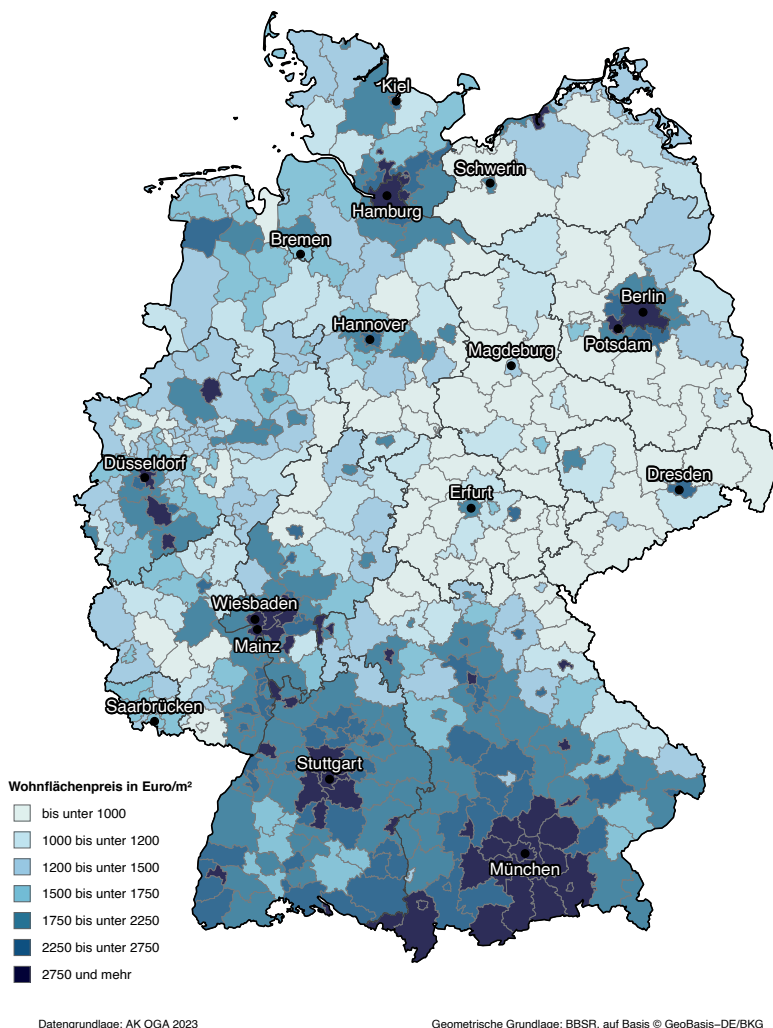 Kiel
Schwerin
Hamburg
Bremen
Berlin
Hannover
Potsdam
Magdeburg
Düsseldorf
Dresden
Erfurt
Wiesbaden
Mainz
Saarbrücken
Stuttgart
München
Wohnflächenpreis in Euro/m²
bis unter 1000
1000 bis unter 1200
1200 bis unter 1500
1500 bis unter 1750
1750 bis unter 2250
2250 bis unter 2750
2750 und mehr
Datengrundlage: AK OGA 2023 Geometrische Grundlage: BBSR, auf Basis © GeoBasis-DE/BKG